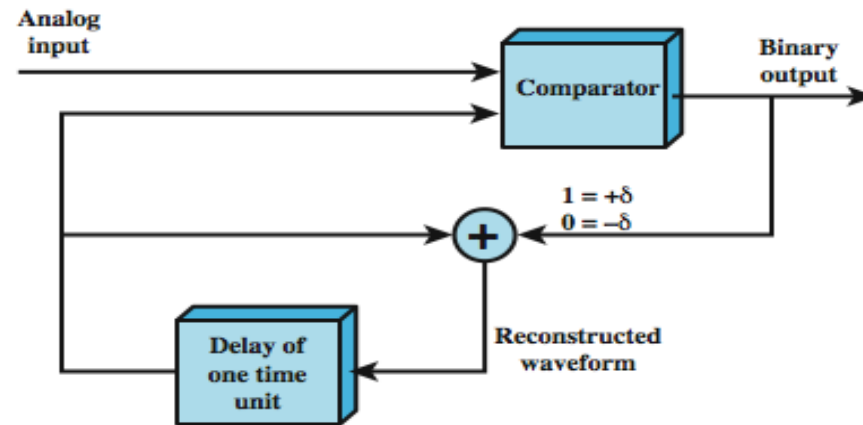 Analog
input
Comparator
Binary
output
1 = +δ
0 = –δ
+
Reconstructed
waveform
Delay of
one time
unit